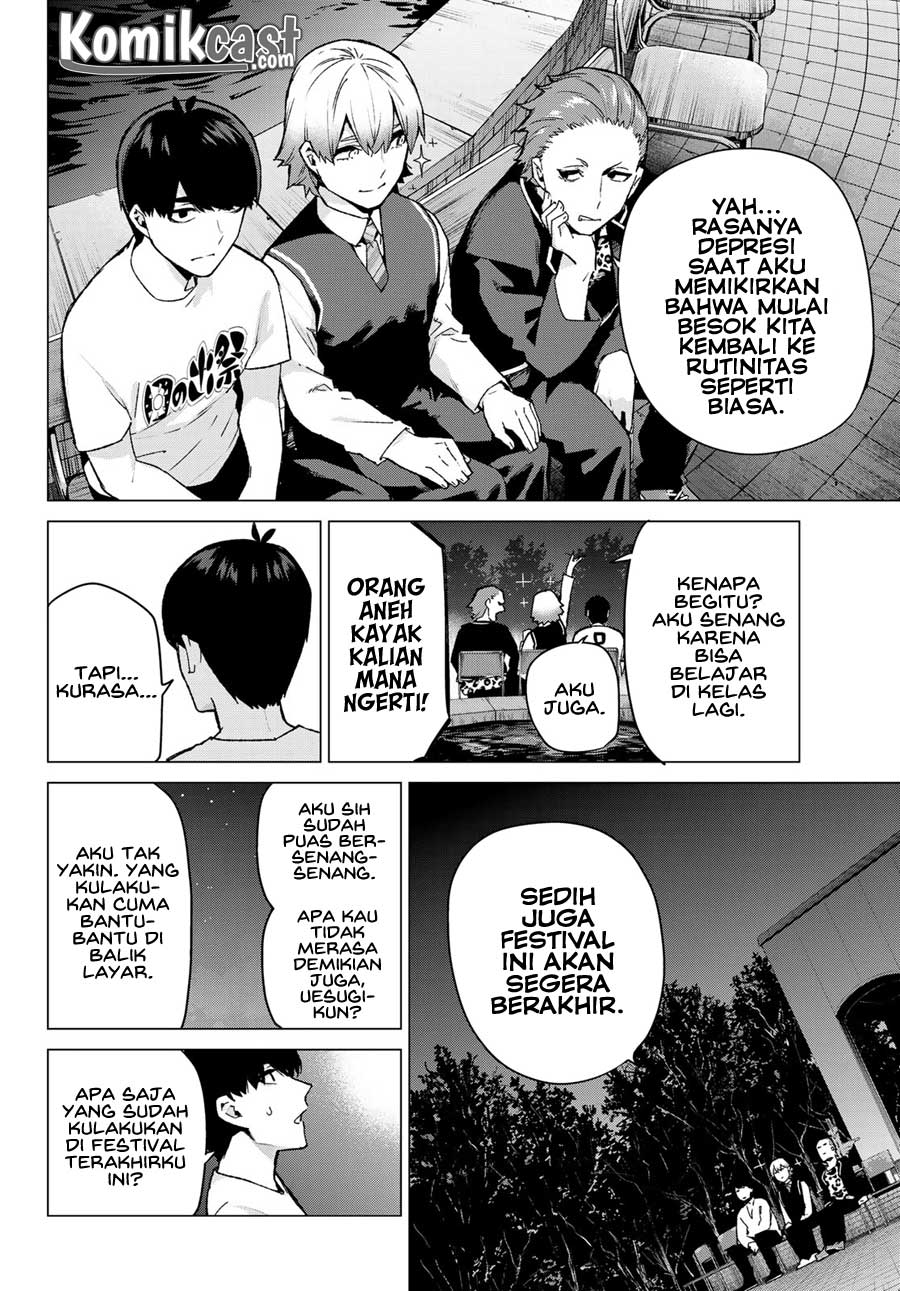 Komikcast
.com
日の出祭
YAH...
RASANYA
DEPRESI
SAAT AKU
MEMIKIRKAN
BAHWA MULAI
BESOK KITA
KEMBALI KE
RUTINITAS
SEPERTI
BIASA.
KENAPA
BEGITU?
AKU SENANG
KARENA
BISA
BELAJAR
DI KELAS
LAGI.
AKU
JUGA.
ORANG
ANEH
KAYAK
KALIAN
MANA
NGERTI!
TAPI...
KURASA...
SEDIH
JUGA
FESTIVAL
INI AKAN
SEGERA
BERAKHIR.
AKU SIH
SUDAH
PUAS BER-
SENANG-
SENANG.
APA KAU
TIDAK
MERASA
DEMIKIAN
JUGA,
UESUGI-
KUN?
AKU TAK
YAKIN. YANG
KULAKU-
KAN CUMA
BANTU-
BANTU DI
BALIK
LAYAR.
APA SAJA
YANG SUDAH
KULAKUKAN
DI FESTIVAL
TERAKHIRKU
INI?